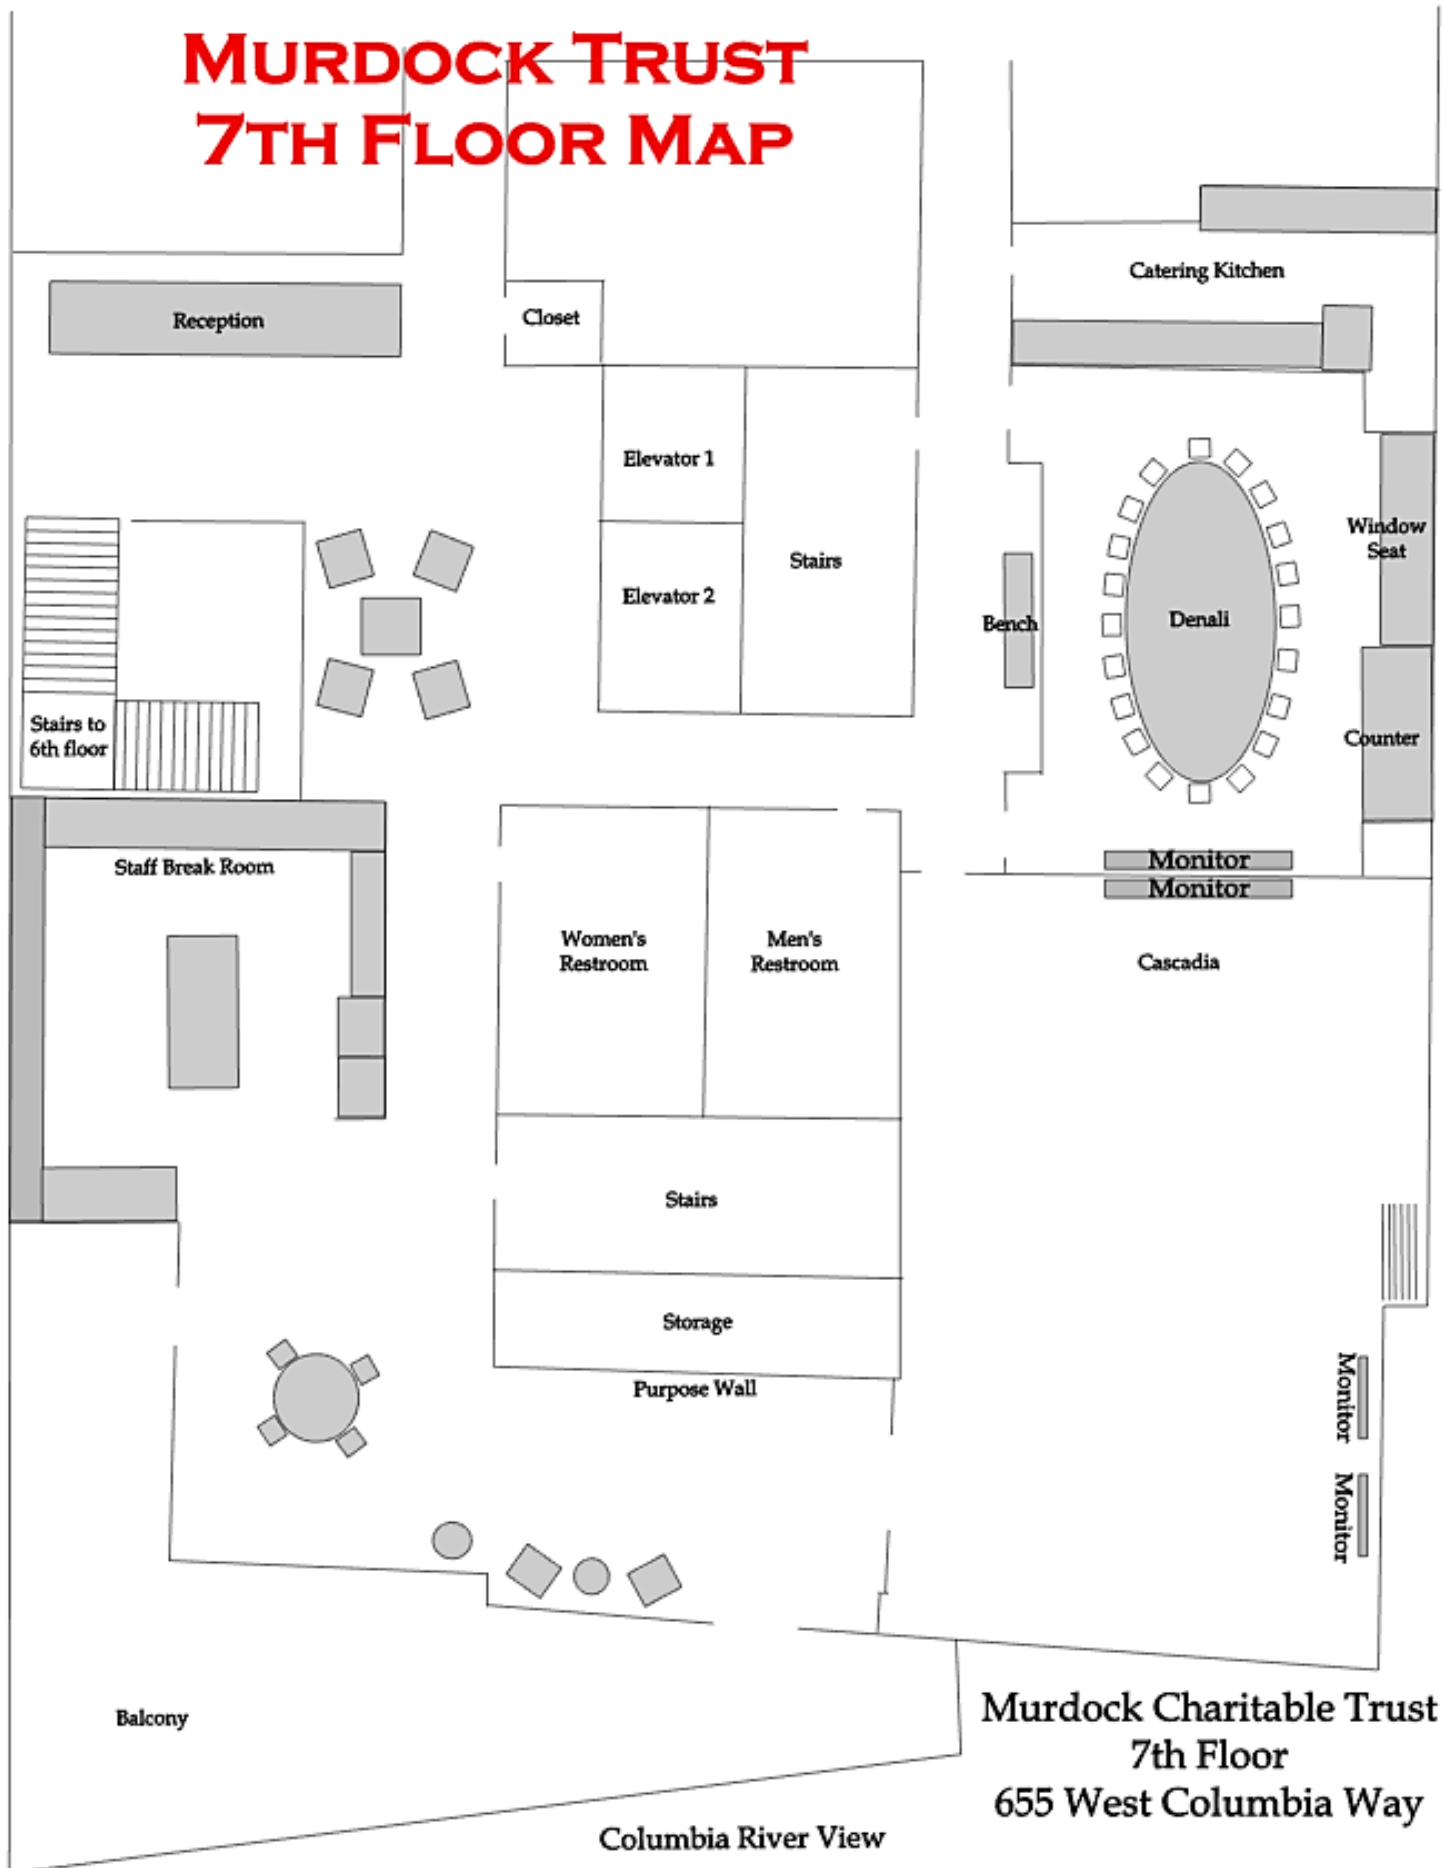 MURDOCK TRUST
7TH FLOOR MAP
Catering Kitchen
Reception
Closet
Elevator 1
Window
Seat
Stairs
Elevator 2
Bench
Denali
Stairs to
6th floor
Counter
Monitor
Staff Break Room
Monitor
Women's
Restroom
Men's
Restroom
Cascadia
Stairs
Storage
Purpose Wall
Monitor
Monitor
Balcony
Murdock Charitable Trust
7th Floor
655 West Columbia Way
Columbia River View